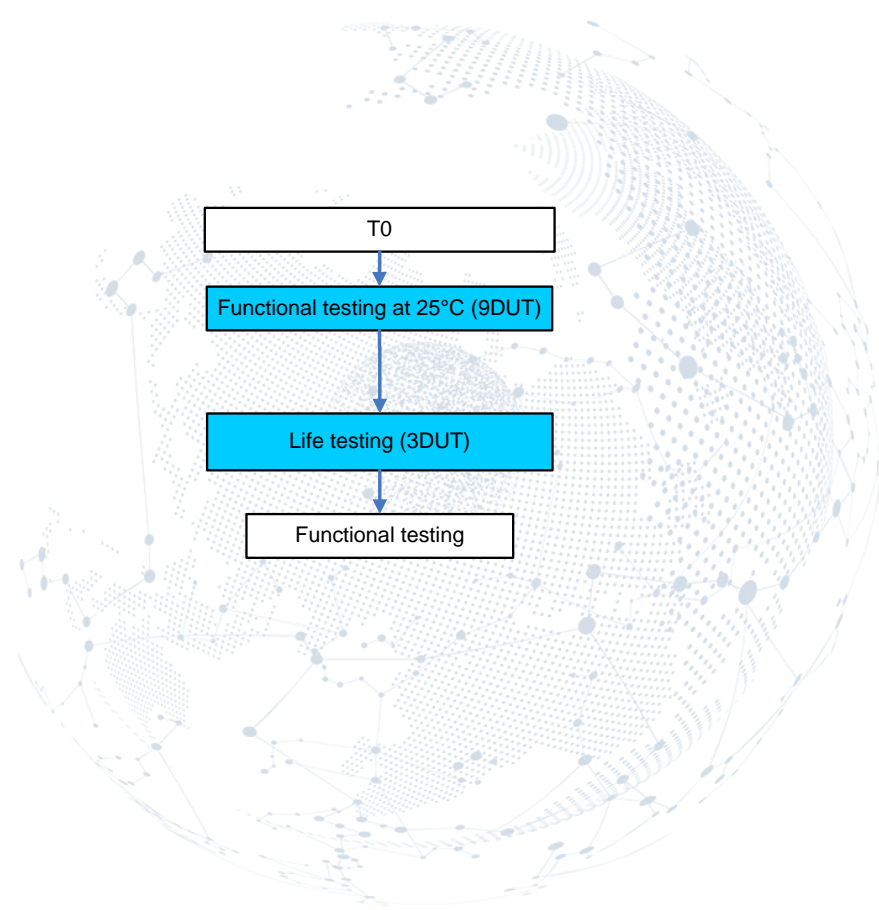 T0
Functional testing at 25°C (9DUT)
Life testing (3DUT)
Functional testing